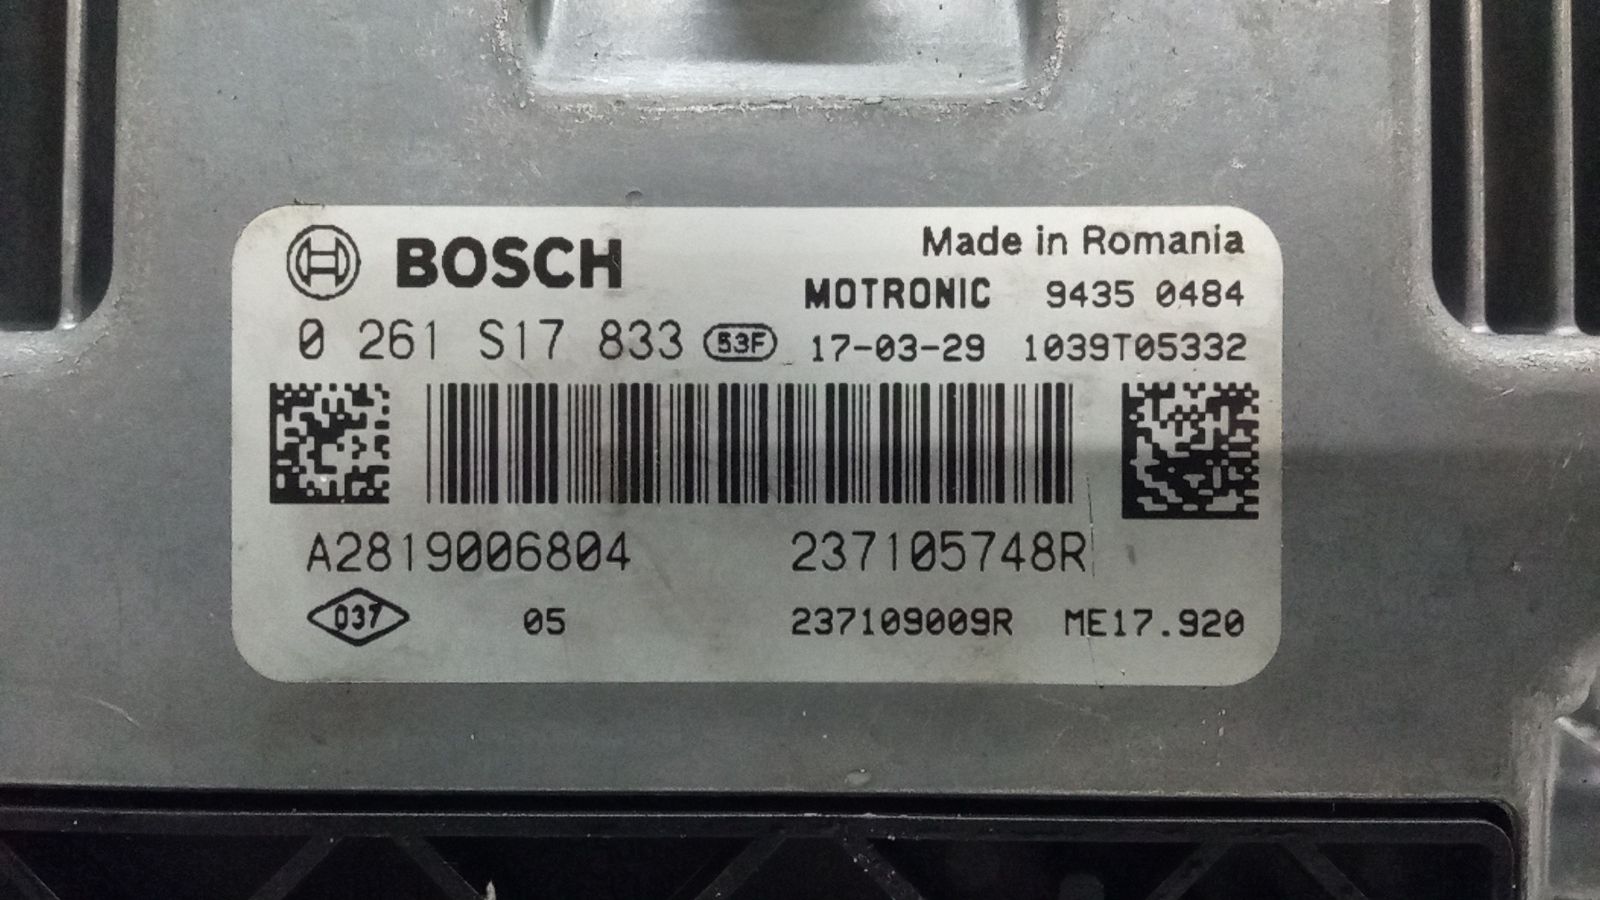 BOSCH
Made in Romania
MOTRONIC 9435 0484
0 261 S17 833 53F 17-03-29 1039T05332
A2819006804 237105748R
037 05 237109009R ME17.920